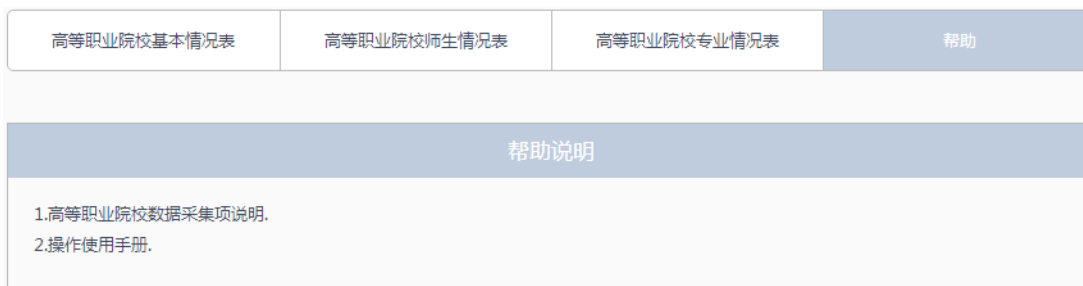 高等职业院校基本情况表
高等职业院校师生情况表
高等职业院校专业情况表
帮助
帮助说明
1.高等职业院校数据采集项说明.
2.操作使用手册.